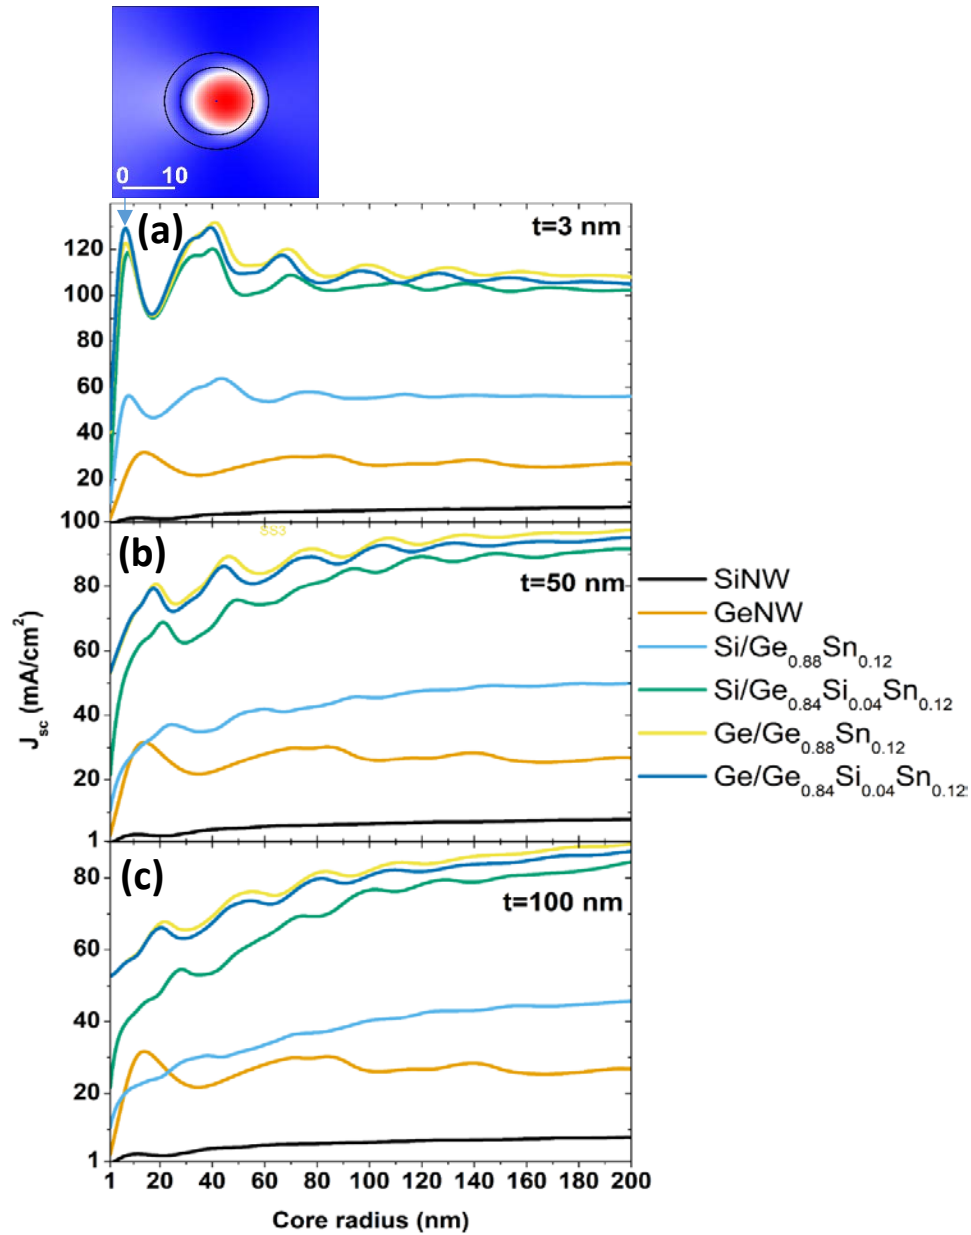 0 10
(a)
t=3 nm
120
100
80
60
40
20
100
SS3
(b)
t=50 nm
80
60
40
20
1
J_sc (mA/cm²)
(c)
t=100 nm
80
60
40
20
1
1 20 40 60 80 100 120 140 160 180 200
Core radius (nm)
SiNW
GeNW
Si/Ge₀.₈₈Sn₀.₁₂
Si/Ge₀.₈₄Si₀.₀₄Sn₀.₁₂
Ge/Ge₀.₈₈Sn₀.₁₂
Ge/Ge₀.₈₄Si₀.₀₄Sn₀.₁₂